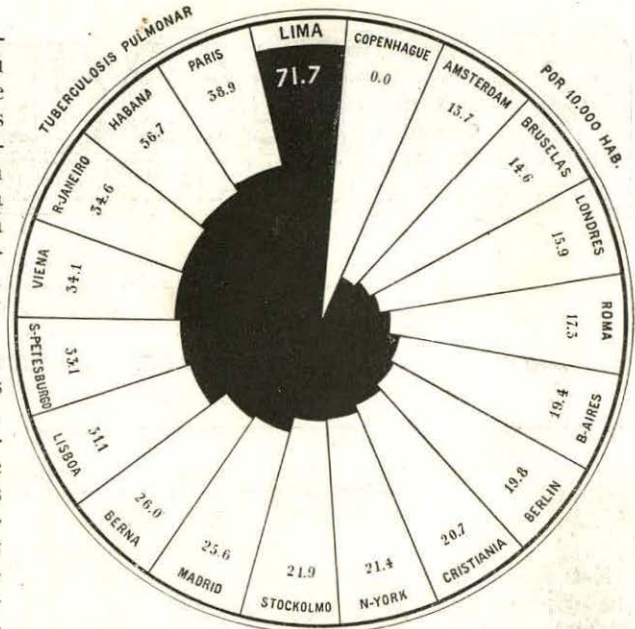 TUBERCULOSIS PULMONAR
POR 10.000 HAB.
LIMA
71.7
COPENHAGUE
0.0
AMSTERDAM
13.7
BRUSELAS
14.6
LONDRES
15.9
ROMA
17.3
B-AIRES
19.4
BERLIN
19.8
CRISTIANIA
20.7
N-YORK
21.4
STOCKOLMO
21.9
MADRID
25.6
BERNA
26.0
LISBOA
31.1
S-PETESBURGO
33.1
VIENA
34.1
R-JANEIRO
34.6
HABANA
36.7
PARIS
38.9